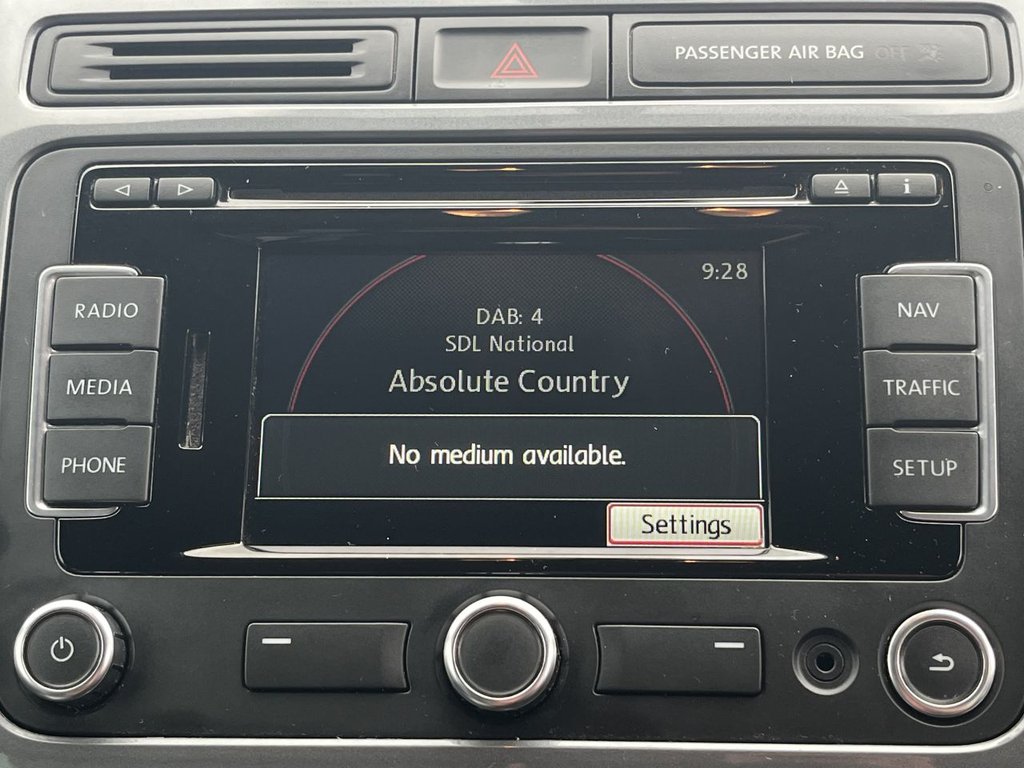 PASSENGER AIR BAG OFF
i
9:28
RADIO
NAV
DAB: 4
SDL National
Absolute Country
MEDIA
TRAFFIC
No medium available.
PHONE
SETUP
Settings